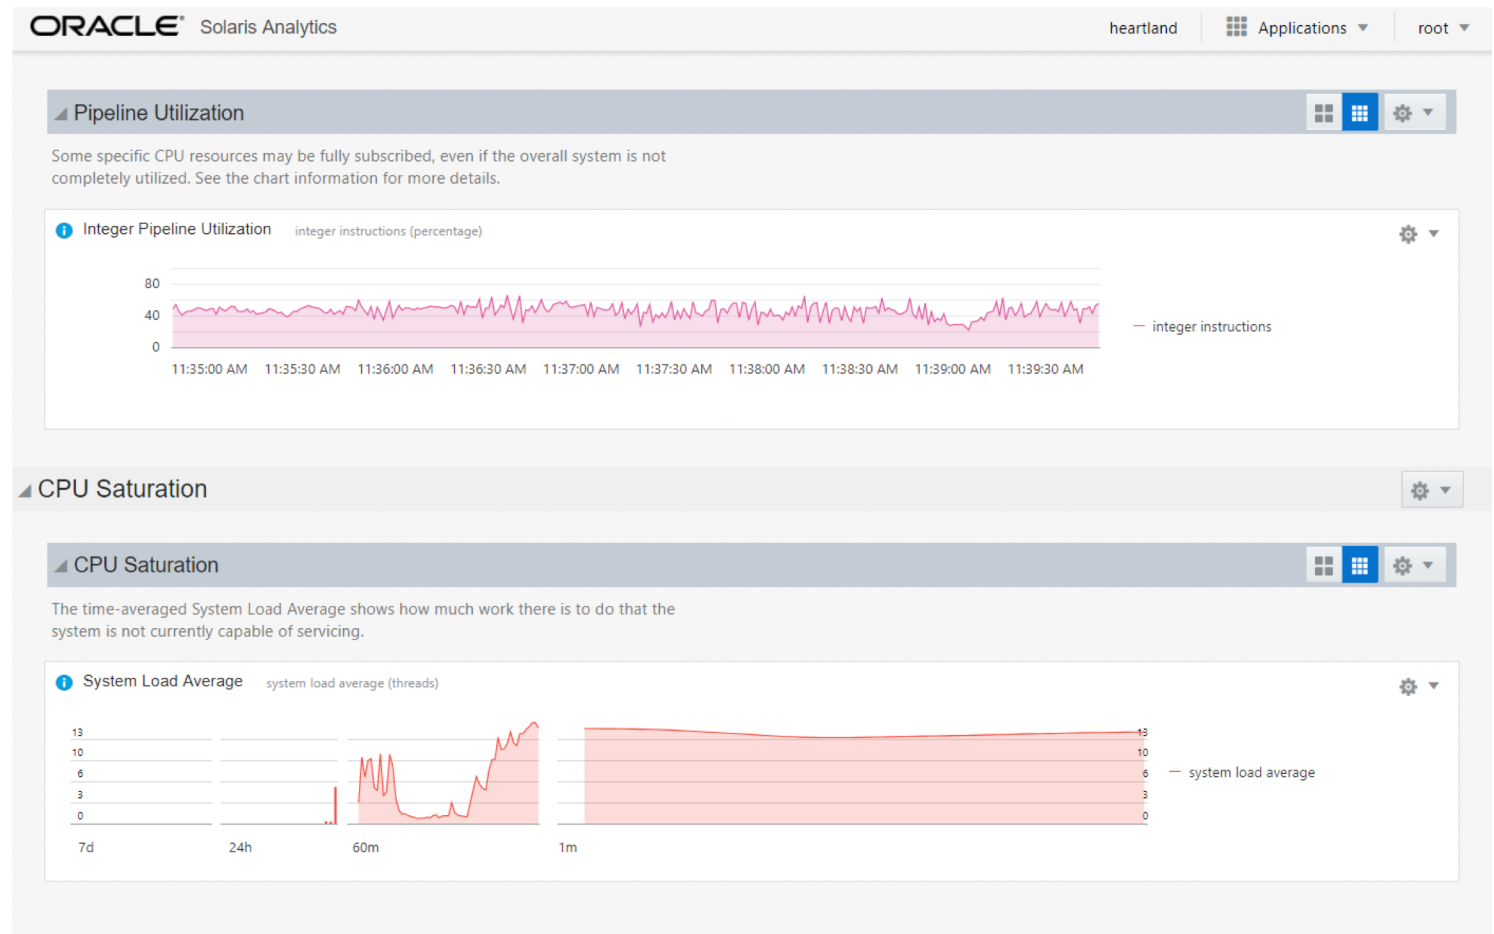 ORACLE® Solaris Analytics heartland Applications root
Pipeline Utilization
Some specific CPU resources may be fully subscribed, even if the overall system is not
completely utilized. See the chart information for more details.
Integer Pipeline Utilization integer instructions (percentage)
80
40
0
integer instructions
11:35:00 AM 11:35:30 AM 11:36:00 AM 11:36:30 AM 11:37:00 AM 11:37:30 AM 11:38:00 AM 11:38:30 AM 11:39:00 AM 11:39:30 AM
CPU Saturation
CPU Saturation
The time-averaged System Load Average shows how much work there is to do that the
system is not currently capable of servicing.
System Load Average system load average (threads)
13 13
10 10
6 6 system load average
3 3
0 0
7d 24h 60m 1m